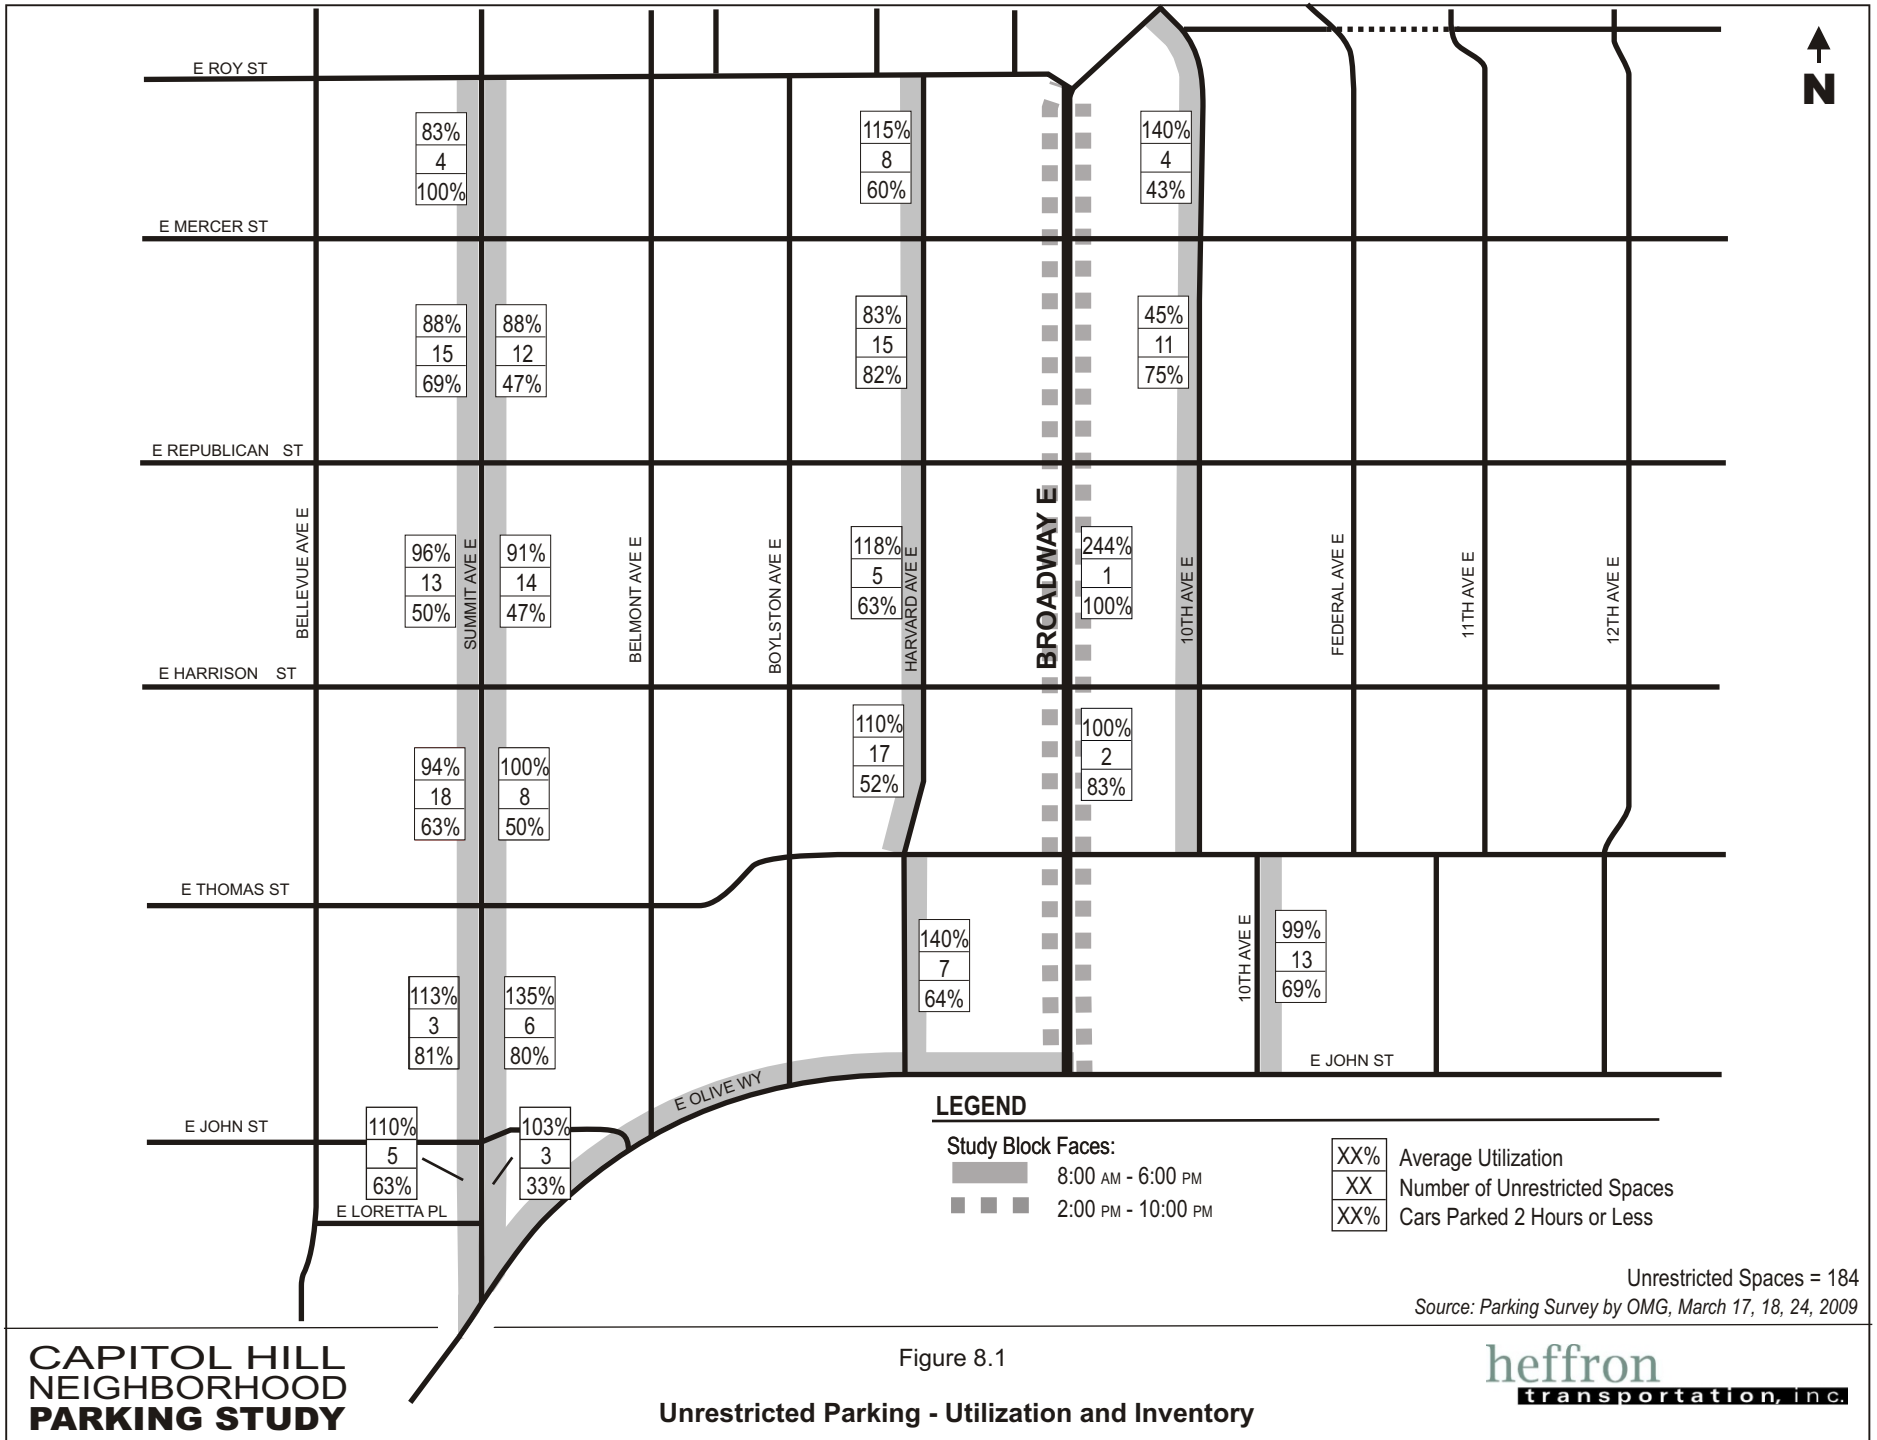 N
E ROY ST
83%
4
100%
115%
8
60%
140%
4
43%
E MERCER ST
88%
15
69%
88%
12
47%
83%
15
82%
45%
11
75%
E REPUBLICAN ST
BELLEVUE AVE E
96%
13
50%
SUMMIT AVE E
91%
14
47%
BELMONT AVE E
BOYLSTON AVE E
118%
5
63%
HARVARD AVE E
BROADWAY E
244%
1
100%
10TH AVE E
FEDERAL AVE E
11TH AVE E
12TH AVE E
E HARRISON ST
94%
18
63%
100%
8
50%
110%
17
52%
100%
2
83%
E THOMAS ST
113%
3
81%
135%
6
80%
140%
7
64%
10TH AVE E
99%
13
69%
E JOHN ST
E OLIVE WY
E JOHN ST
110%
5
63%
103%
3
33%
E LORETTA PL
LEGEND
Study Block Faces:
8:00 AM - 6:00 PM
2:00 PM - 10:00 PM
XX% Average Utilization
XX Number of Unrestricted Spaces
XX% Cars Parked 2 Hours or Less
Unrestricted Spaces = 184
Source: Parking Survey by OMG, March 17, 18, 24, 2009
CAPITOL HILL
NEIGHBORHOOD
PARKING STUDY
Figure 8.1
Unrestricted Parking - Utilization and Inventory
heffron
transportation, inc.